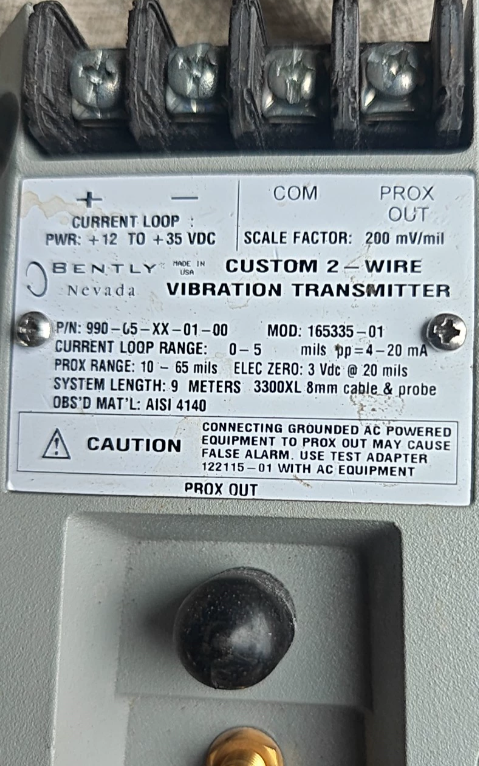 + — COM PROX
OUT
CURRENT LOOP :
PWR: +12 TO +35 VDC SCALE FACTOR: 200 mV/mil
BENTLY MADE IN USA CUSTOM 2-WIRE
Nevada VIBRATION TRANSMITTER
P/N: 990-05-XX-01-00 MOD: 165335-01
CURRENT LOOP RANGE: 0-5 mils pp=4-20 mA
PROX RANGE: 10 - 65 mils ELEC ZERO: 3 Vdc @ 20 mils
SYSTEM LENGTH: 9 METERS 3300XL 8mm cable & probe
OBS'D MAT'L: AISI 4140
CAUTION
CONNECTING GROUNDED AC POWERED
EQUIPMENT TO PROX OUT MAY CAUSE
FALSE ALARM. USE TEST ADAPTER
122115-01 WITH AC EQUIPMENT
PROX OUT